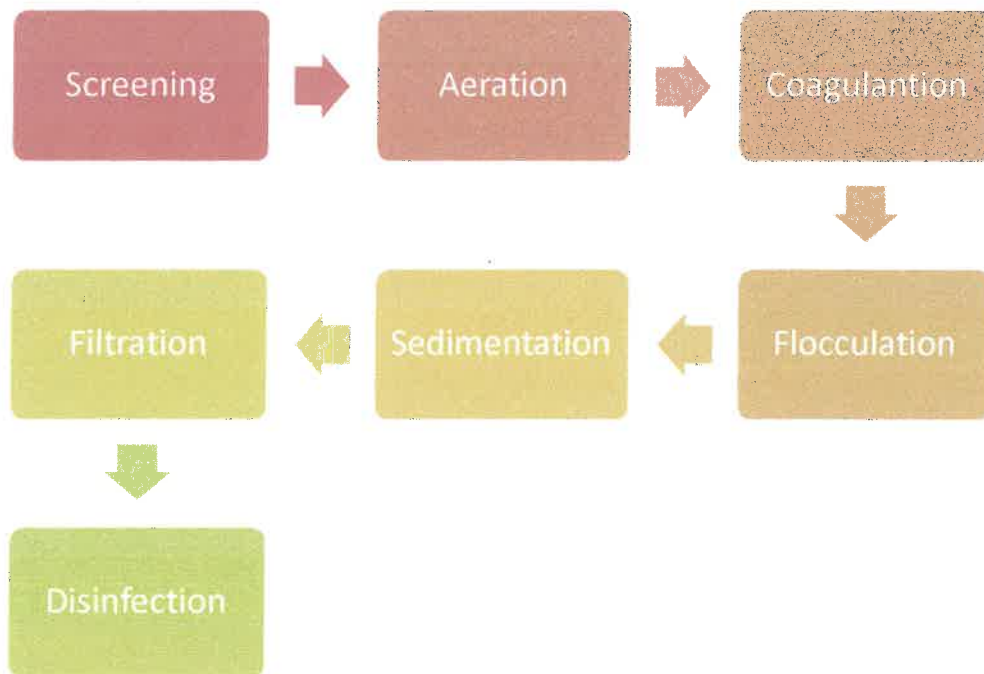 Screening
Aeration
Coagulantion
Flocculation
Sedimentation
Filtration
Disinfection